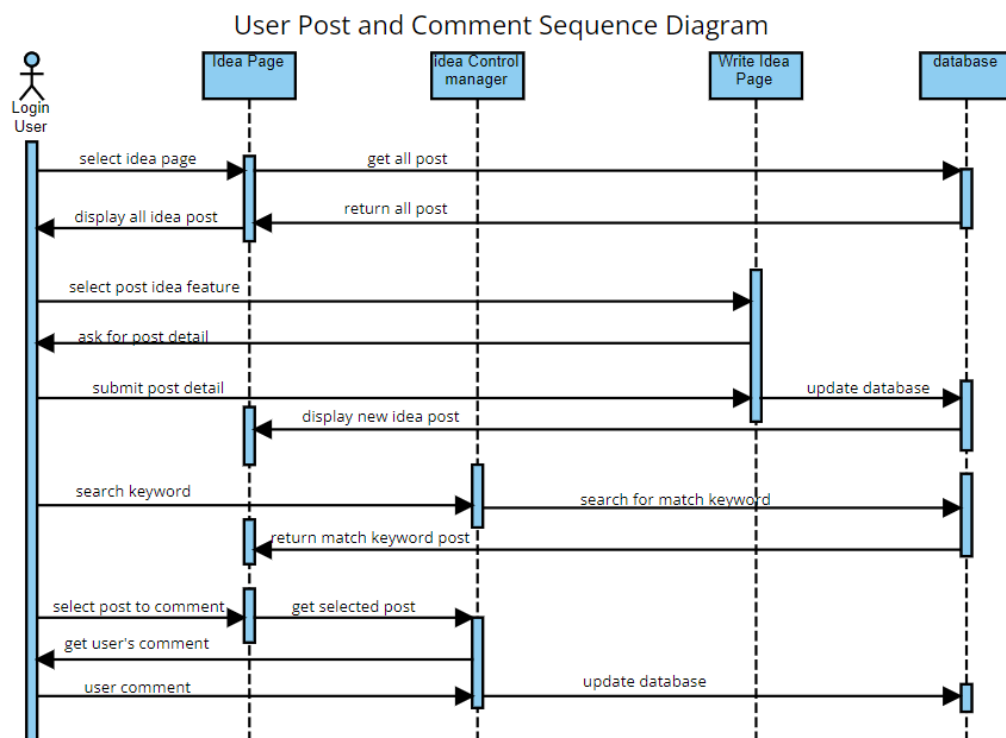 User Post and Comment Sequence Diagram
Login
User
Idea Page
idea Control
manager
Write Idea
Page
database
select idea page
get all post
return all post
display all idea post
select post idea feature
ask for post detail
submit post detail
update database
display new idea post
search keyword
search for match keyword
return match keyword post
select post to comment
get selected post
get user's comment
user comment
update database